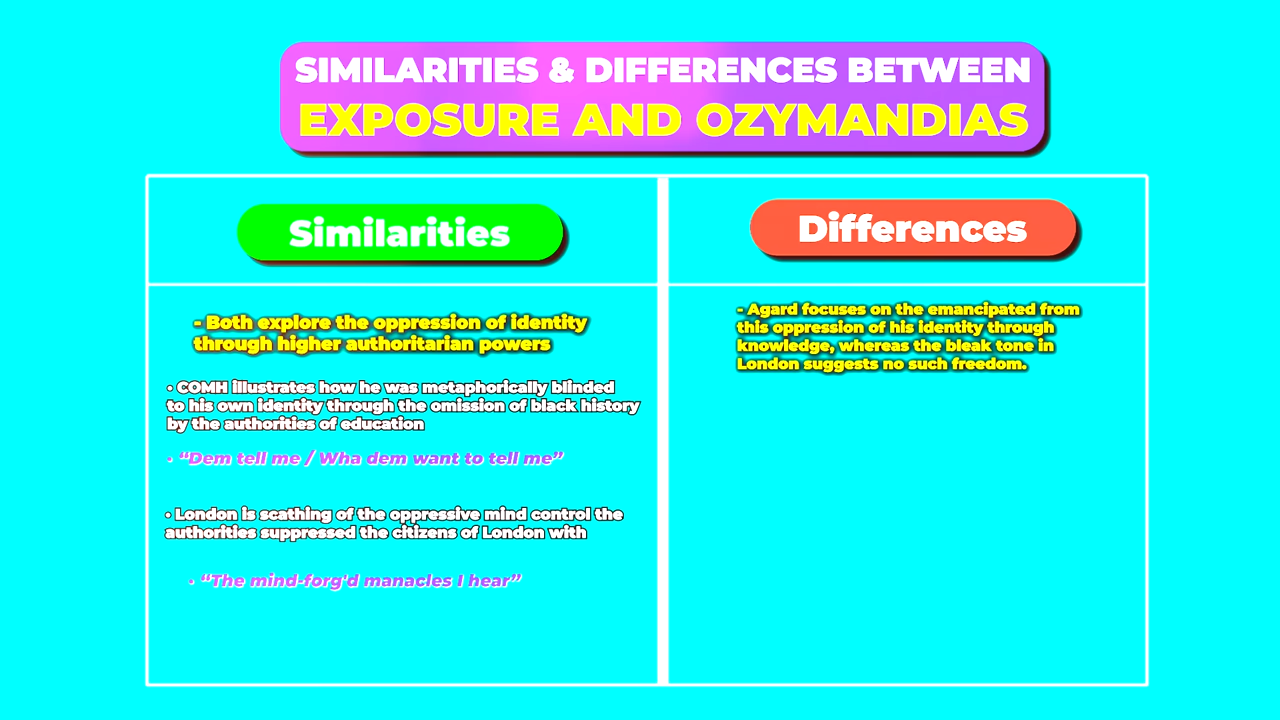 SIMILARITIES & DIFFERENCES BETWEEN
EXPOSURE AND OZYMANDIAS
Similarities
- Both explore the oppression of identity
through higher authoritarian powers
• COMH illustrates how he was metaphorically blinded
to his own identity through the omission of black history
by the authorities of education
• “Dem tell me / Wha dem want to tell me”
• London is scathing of the oppressive mind control the
authorities suppressed the citizens of London with
• “The mind-forg'd manacles I hear”
Differences
- Agard focuses on the emancipated from
this oppression of his identity through
knowledge, whereas the bleak tone in
London suggests no such freedom.